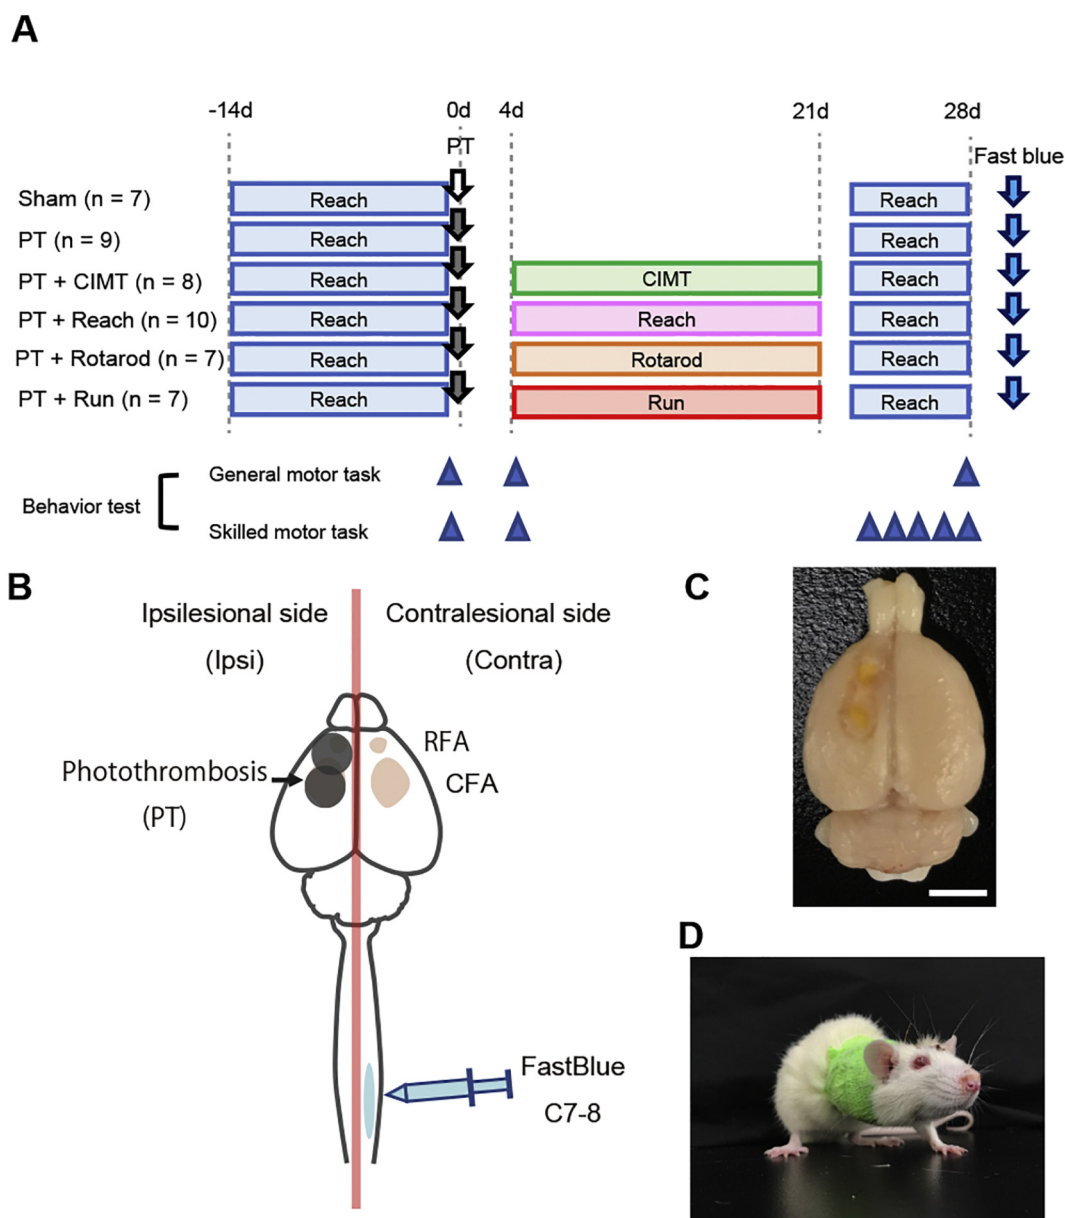 A
-14d 0d 4d 21d 28d
PT
Fast blue
Sham (n = 7) Reach Reach
PT (n = 9) Reach Reach
PT + CIMT (n = 8) Reach CIMT Reach
PT + Reach (n = 10) Reach Reach Reach
PT + Rotarod (n = 7) Reach Rotarod Reach
PT + Run (n = 7) Reach Run Reach
General motor task
Behavior test
Skilled motor task
B
Ipsilesional side Contralesional side
(Ipsi) (Contra)
RFA
Photothrombosis CFA
(PT)
FastBlue
C7-8
C
D